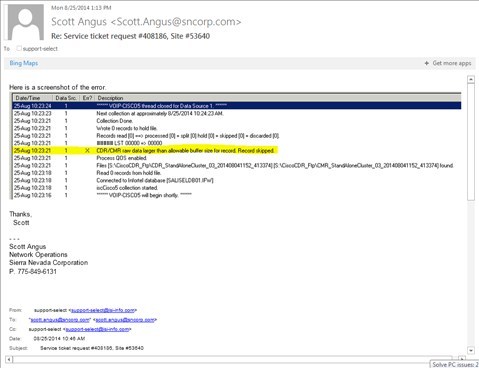 Mon 8/25/2014 1:13 PM
Scott Angus <Scott.Angus@sncorp.com>
Re: Service ticket request #408186, Site #53640
To support-select
Bing Maps + Get more apps
Here is a screenshot of the error.
Date/Time Data Src Ex? Description
25-Aug 10:23:24 1 ****** VOIP-CISCO5 thread closed for Data Source 1. ******
25-Aug 10:23:21 1 Next collection at approximately 8/25/2014 10:24:23 AM.
25-Aug 10:23:21 1 Collection Done.
25-Aug 10:23:21 1 Wrote 0 records to hold file.
25-Aug 10:23:21 1 Records read [0] ==> processed [0] + split [0] hold [0] + skipped [0] + discarded [0].
25-Aug 10:23:21 1 LST 00000 => 00000
25-Aug 10:23:21 1 X CDR/CMR raw data larger than allowable buffer size for record. Record skipped...
25-Aug 10:23:21 1 Process QOS enabled.
25-Aug 10:23:21 1 Files [S:\CiscoCDR_Ftp\CDR_StandAloneCluster_03_201408041152_413374] [S:\CiscoCDR_Ftp\CMR_StandAloneCluster_03_201408041152_413374] found.
25-Aug 10:23:18 1 Read 0 records from hold file.
25-Aug 10:23:18 1 Connected to Infortel database [SALISELDB01.IFW]
25-Aug 10:23:18 1 iscCisco5 collection started.
25-Aug 10:23:16 1 ****** VOIP-CISCO5 will begin shortly. ******
Thanks,
Scott
- - -
Scott Angus
Network Operations
Sierra Nevada Corporation
P. 775-849-6131
From: support-select <support-select@isi-info.com>
To: "scott.angus@sncorp.com" <scott.angus@sncorp.com>
Cc: support-select <support-select@isi-info.com>
Date: 08/25/2014 10:46 AM
Subject: Service ticket request #408186, Site #53640
Solve PC issues: 2